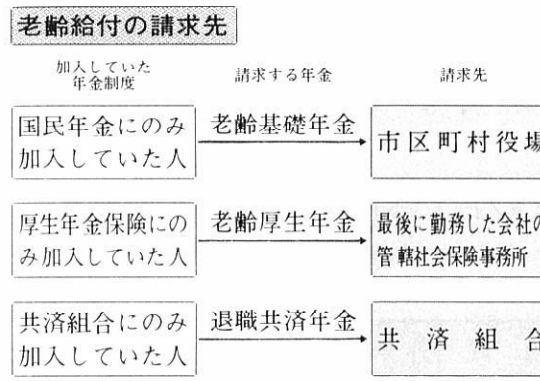 老齢給付の請求先
加入していた
年金制度
請求する年金
請求先
国民年金にのみ
加入していた人
老齢基礎年金
市区町村役場
厚生年金保険にの
み加入していた人
老齢厚生年金
最後に勤務した会社の
管轄社会保険事務所
共済組合にのみ
加入していた人
退職共済年金
共済組合